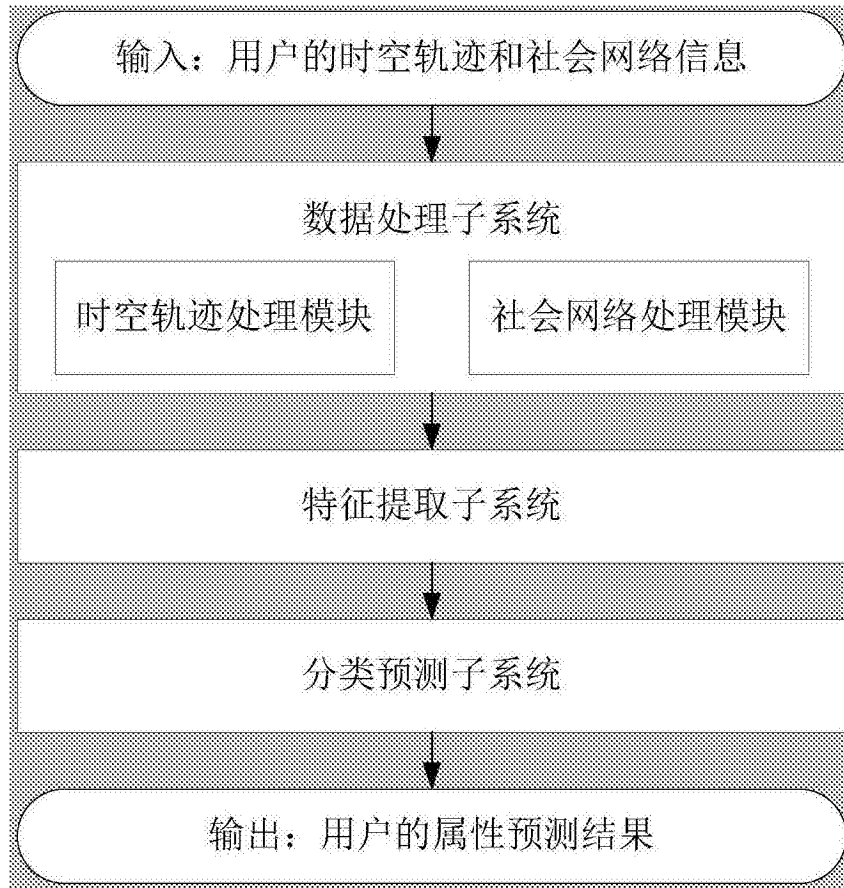 输入：用户的时空轨迹和社会网络信息
数据处理子系统
时空轨迹处理模块
社会网络处理模块
特征提取子系统
分类预测子系统
输出：用户的属性预测结果